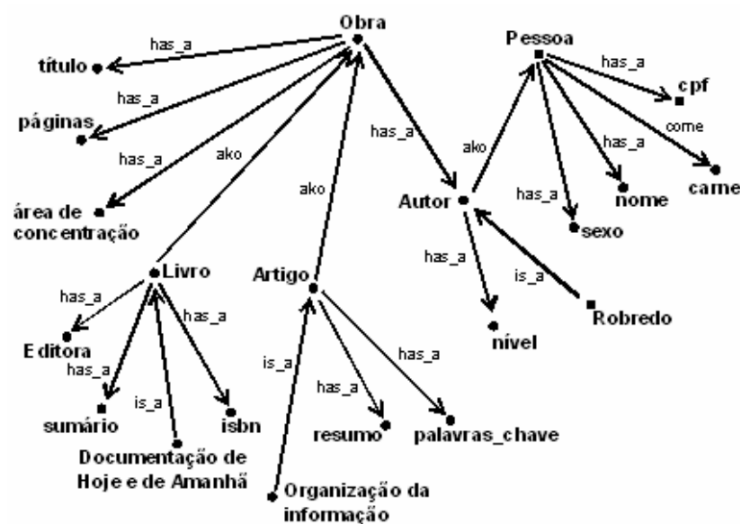 Obra
Pessoa
has_a
título
has_a
cpf
has_a
páginas
has_a
come
has_a
has_a
ako
ako
has_a
nome
carne
ako
Autor
has_a
sexo
área de
concentração
Livro
Artigo
has_a
is_a
has_a
has_a
Robredo
Editora
nível
has_a
is_a
has_a
is_a
has_a
sumário
isbn
resumo
palavras_chave
Documentação de
Hoje e de Amanhã
Organização da
informação